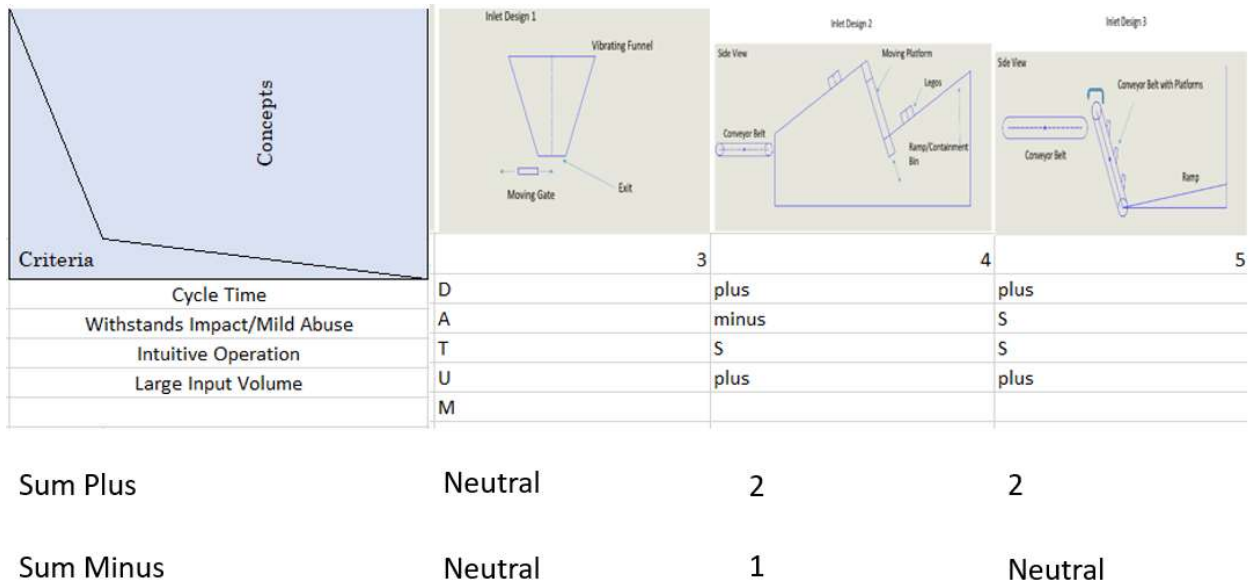 Concepts
Criteria
Inlet Design 1
Vibrating Funnel
Moving Gate
Exit
Inlet Design 2
Side View
Moving Platform
Legos
Conveyor Belt
Ramp/Containment
Bin
Inlet Design 3
Side View
Conveyor Belt with Platforms
Conveyor Belt
Ramp
3 4 5
Cycle Time D plus plus
Withstands Impact/Mild Abuse A minus S
Intuitive Operation T S S
Large Input Volume U plus plus
M
Sum Plus Neutral 2 2
Sum Minus Neutral 1 Neutral